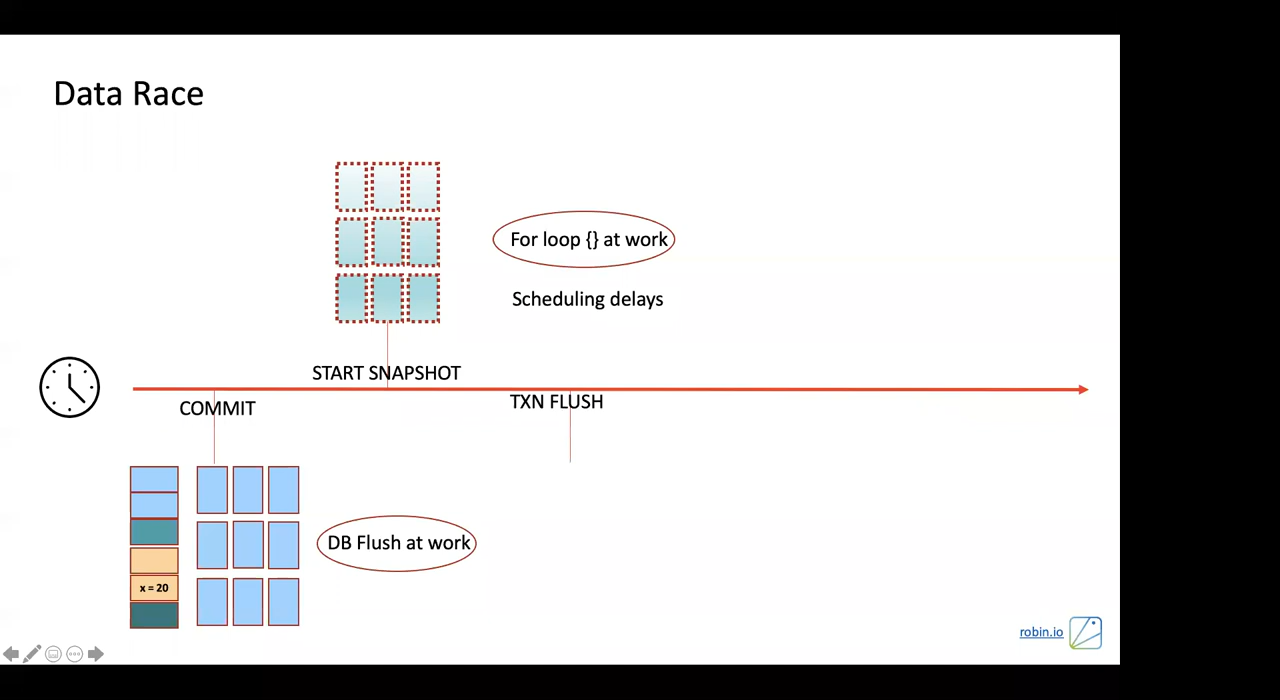 Data Race
For loop {} at work
Scheduling delays
START SNAPSHOT
COMMIT
TXN FLUSH
DB Flush at work
x = 20
robin.io